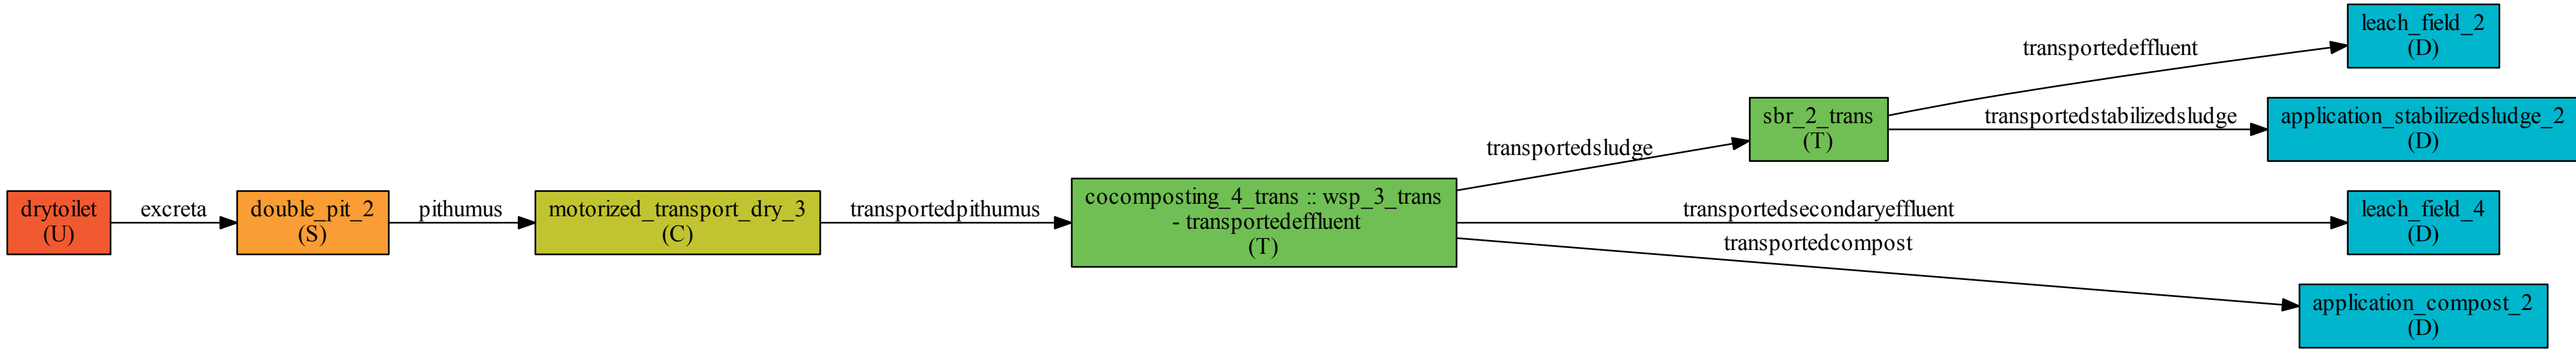 drytoilet
(U)
excreta
double_pit_2
(S)
pithumus
motorized_transport_dry_3
(C)
transportedpithumus
cocomposting_4_trans :: wsp_3_trans
- transportedeffluent
(T)
transportedsludge
sbr_2_trans
(T)
transportedeffluent
leach_field_2
(D)
transportedstabilizedsludge
application_stabilizedsludge_2
(D)
transportedsecondaryeffluent
leach_field_4
(D)
transportedcompost
application_compost_2
(D)